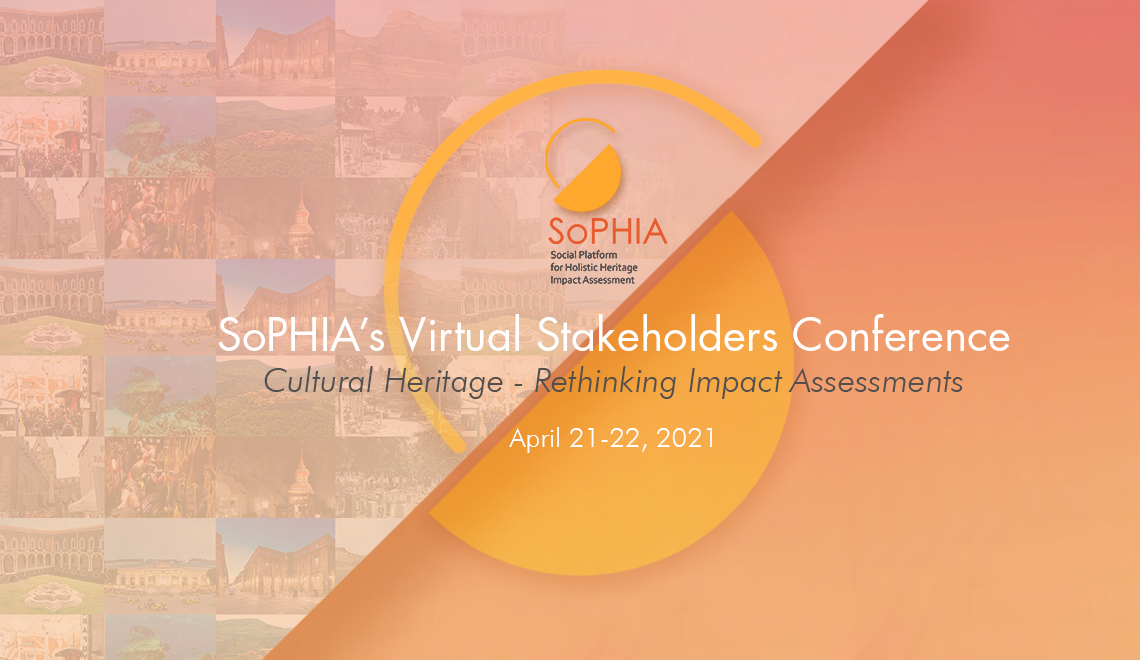 SoPHIA
Social Platform
for Holistic Heritage
Impact Assessment
SoPHIA’s Virtual Stakeholders Conference
Cultural Heritage - Rethinking Impact Assessments
April 21-22, 2021